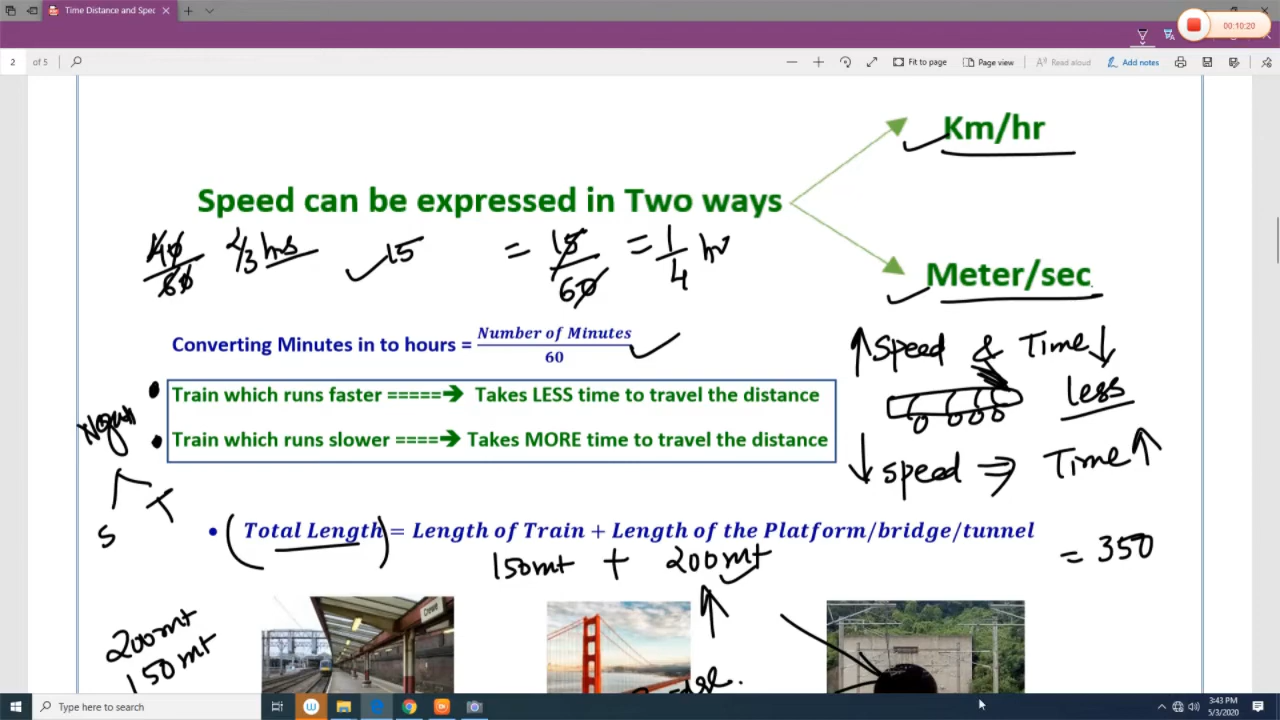 Time Distance and Spec
00:10:20
2 of 5
Fit to page
Page view
Read aloud
Add notes
Km/hr
Speed can be expressed in Two ways
40/60 2/3 hrs 15 = 15/60 = 1/4 hr
Meter/sec
Converting Minutes in to hours = Number of Minutes / 60
Speed & Time
less
Train which runs faster =====➔ Takes LESS time to travel the distance
Train which runs slower ====➔ Takes MORE time to travel the distance
speed ⇒ Time
S T
• (Total Length) = Length of Train + Length of the Platform/bridge/tunnel
150mt + 200mt = 350
200mt
150mt
Crewe
Type here to search
3:43 PM
5/3/2020